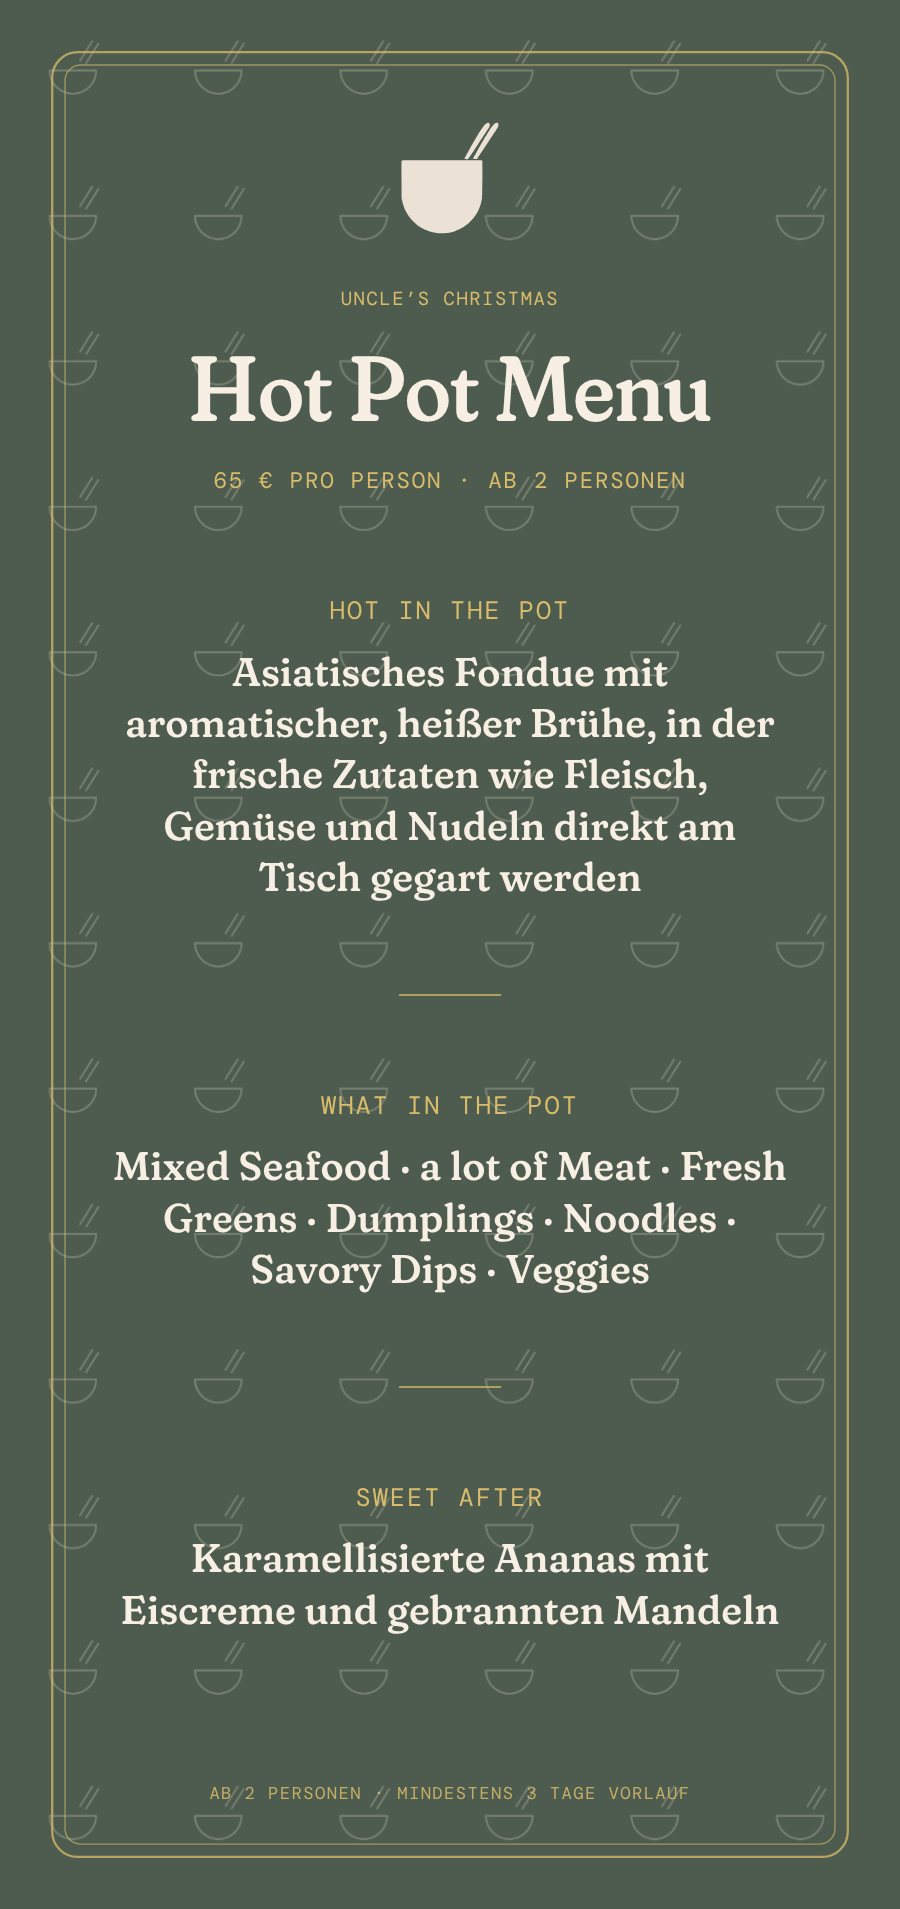 UNCLE’S CHRISTMAS
Hot Pot Menu
65 € PRO PERSON · AB 2 PERSONEN
HOT IN THE POT
Asiatisches Fondue mit
aromatischer, heißer Brühe, in der
frische Zutaten wie Fleisch,
Gemüse und Nudeln direkt am
Tisch gegart werden
WHAT IN THE POT
Mixed Seafood · a lot of Meat · Fresh
Greens · Dumplings · Noodles ·
Savory Dips · Veggies
SWEET AFTER
Karamellisierte Ananas mit
Eiscreme und gebrannten Mandeln
AB 2 PERSONEN · MINDESTENS 3 TAGE VORLAUF